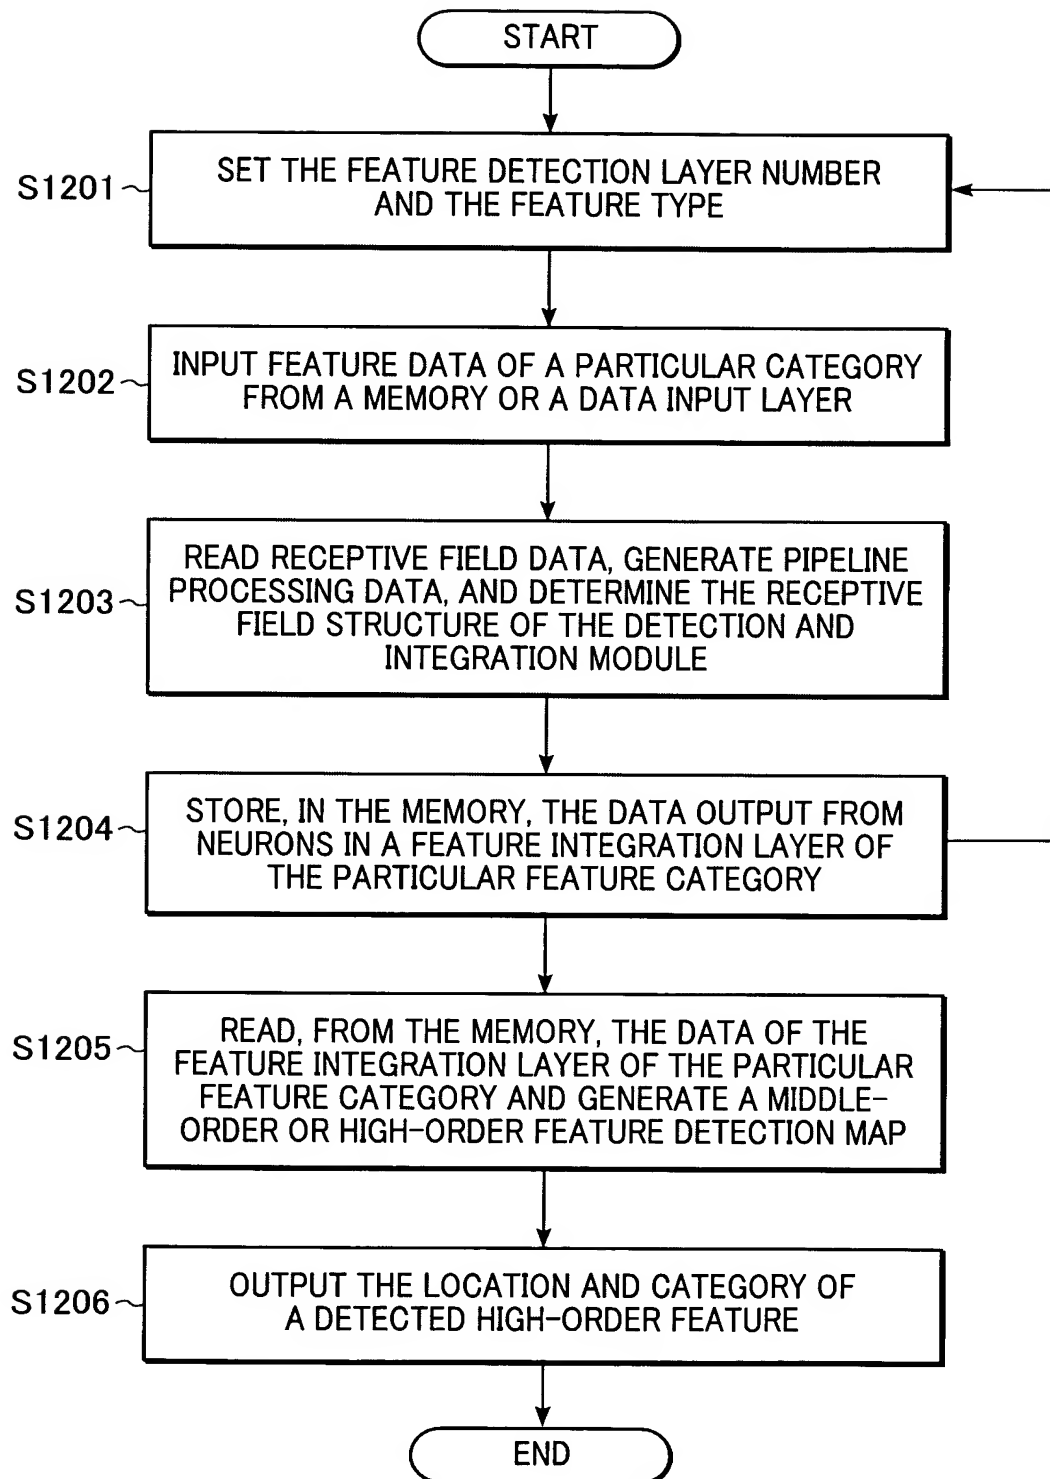 START
S1201
SET THE FEATURE DETECTION LAYER NUMBER
AND THE FEATURE TYPE
S1202
INPUT FEATURE DATA OF A PARTICULAR CATEGORY
FROM A MEMORY OR A DATA INPUT LAYER
S1203
READ RECEPTIVE FIELD DATA, GENERATE PIPELINE
PROCESSING DATA, AND DETERMINE THE RECEPTIVE
FIELD STRUCTURE OF THE DETECTION AND
INTEGRATION MODULE
S1204
STORE, IN THE MEMORY, THE DATA OUTPUT FROM
NEURONS IN A FEATURE INTEGRATION LAYER OF
THE PARTICULAR FEATURE CATEGORY
S1205
READ, FROM THE MEMORY, THE DATA OF THE
FEATURE INTEGRATION LAYER OF THE PARTICULAR
FEATURE CATEGORY AND GENERATE A MIDDLE-
ORDER OR HIGH-ORDER FEATURE DETECTION MAP
S1206
OUTPUT THE LOCATION AND CATEGORY OF
A DETECTED HIGH-ORDER FEATURE
END